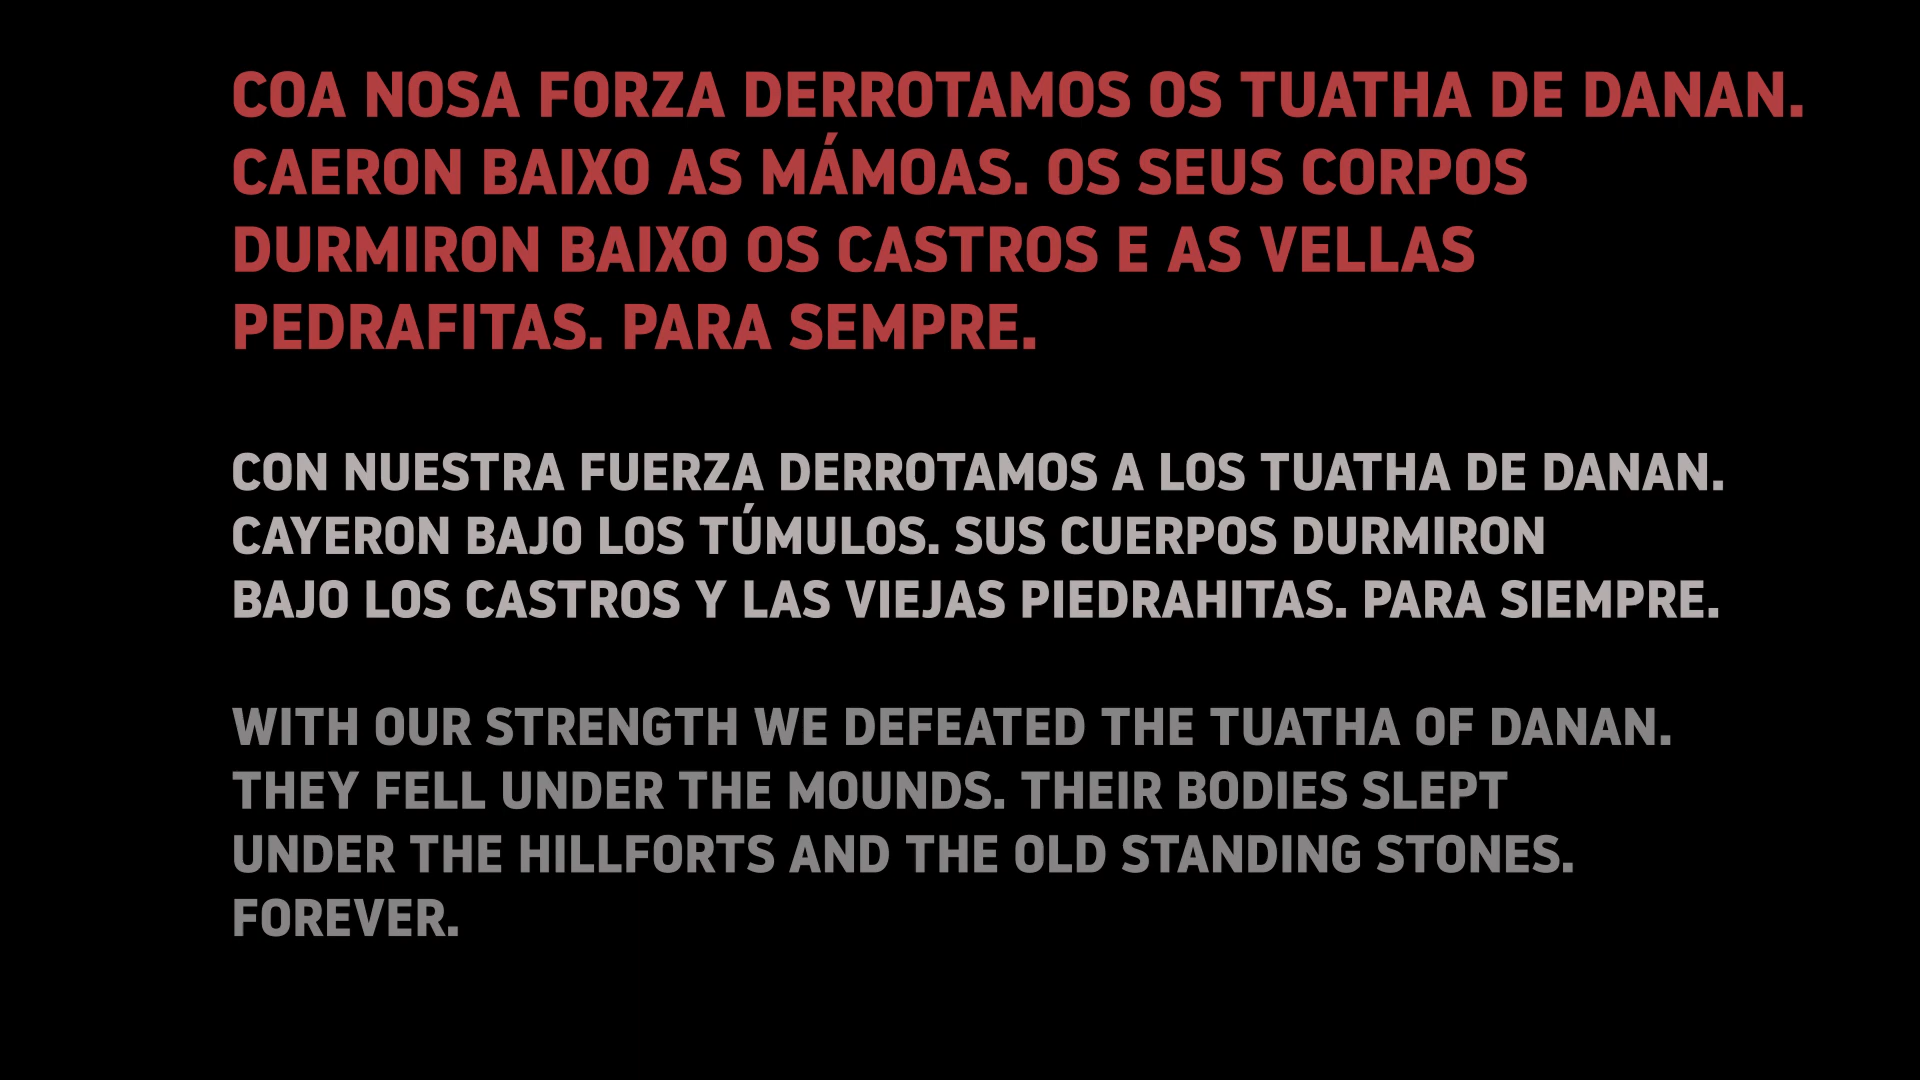 COA NOSA FORZA DERROTAMOS OS TUATHA DE DANAN.
CAERON BAIXO AS MÁMOAS. OS SEUS CORPOS
DURMIRON BAIXO OS CASTROS E AS VELLAS
PEDRAFITAS. PARA SEMPRE.
CON NUESTRA FUERZA DERROTAMOS A LOS TUATHA DE DANAN.
CAYERON BAJO LOS TÚMULOS. SUS CUERPOS DURMIRON
BAJO LOS CASTROS Y LAS VIEJAS PIEDRAHITAS. PARA SIEMPRE.
WITH OUR STRENGTH WE DEFEATED THE TUATHA OF DANAN.
THEY FELL UNDER THE MOUNDS. THEIR BODIES SLEPT
UNDER THE HILLFORTS AND THE OLD STANDING STONES.
FOREVER.